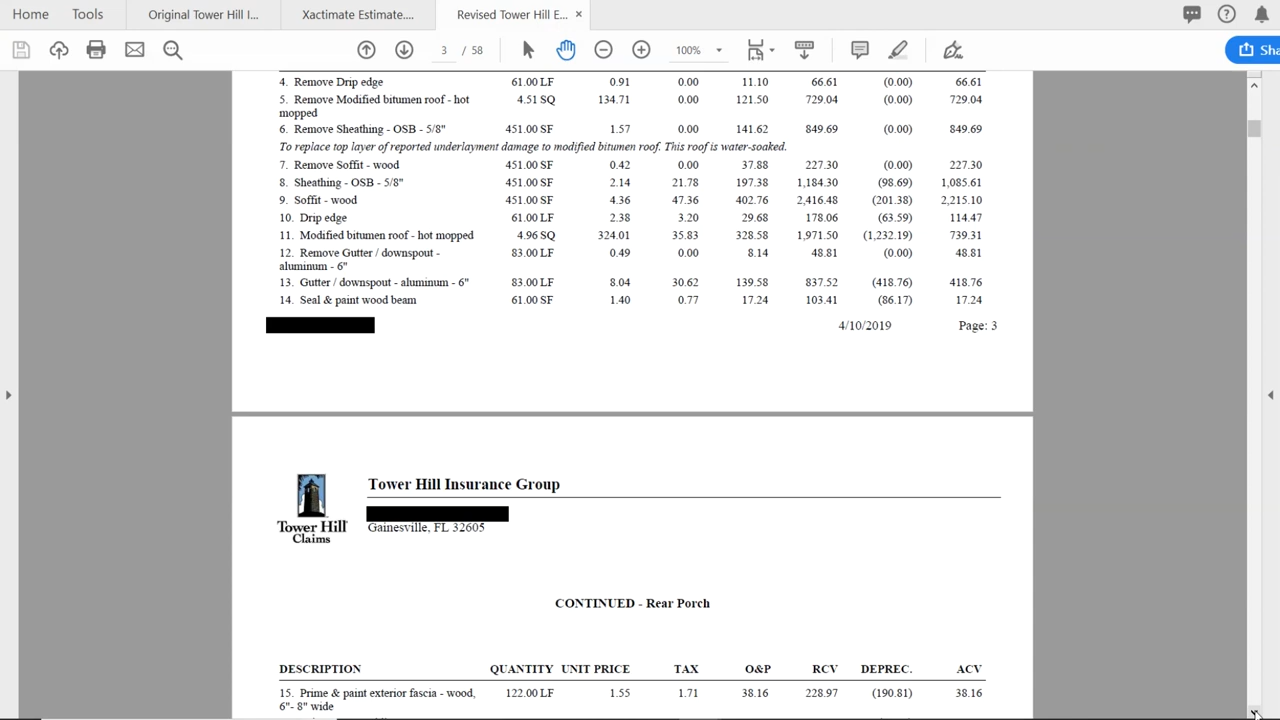 Home Tools Original Tower Hill I... Xactimate Estimate.... Revised Tower Hill E... ×
3 / 58 100% Sha
4. Remove Drip edge 61.00 LF 0.91 0.00 11.10 66.61 (0.00) 66.61
5. Remove Modified bitumen roof - hot 4.51 SQ 134.71 0.00 121.50 729.04 (0.00) 729.04
mopped
6. Remove Sheathing - OSB - 5/8" 451.00 SF 1.57 0.00 141.62 849.69 (0.00) 849.69
To replace top layer of reported underlayment damage to modified bitumen roof. This roof is water-soaked.
7. Remove Soffit - wood 451.00 SF 0.42 0.00 37.88 227.30 (0.00) 227.30
8. Sheathing - OSB - 5/8" 451.00 SF 2.14 21.78 197.38 1,184.30 (98.69) 1,085.61
9. Soffit - wood 451.00 SF 4.36 47.36 402.76 2,416.48 (201.38) 2,215.10
10. Drip edge 61.00 LF 2.38 3.20 29.68 178.06 (63.59) 114.47
11. Modified bitumen roof - hot mopped 4.96 SQ 324.01 35.83 328.58 1,971.50 (1,232.19) 739.31
12. Remove Gutter / downspout - 83.00 LF 0.49 0.00 8.14 48.81 (0.00) 48.81
aluminum - 6"
13. Gutter / downspout - aluminum - 6" 83.00 LF 8.04 30.62 139.58 837.52 (418.76) 418.76
14. Seal & paint wood beam 61.00 SF 1.40 0.77 17.24 103.41 (86.17) 17.24
4/10/2019 Page: 3
Tower Hill Insurance Group
Gainesville, FL 32605
Tower Hill
Claims
CONTINUED - Rear Porch
DESCRIPTION QUANTITY UNIT PRICE TAX O&P RCV DEPREC. ACV
15. Prime & paint exterior fascia - wood, 122.00 LF 1.55 1.71 38.16 228.97 (190.81) 38.16
6"- 8" wide